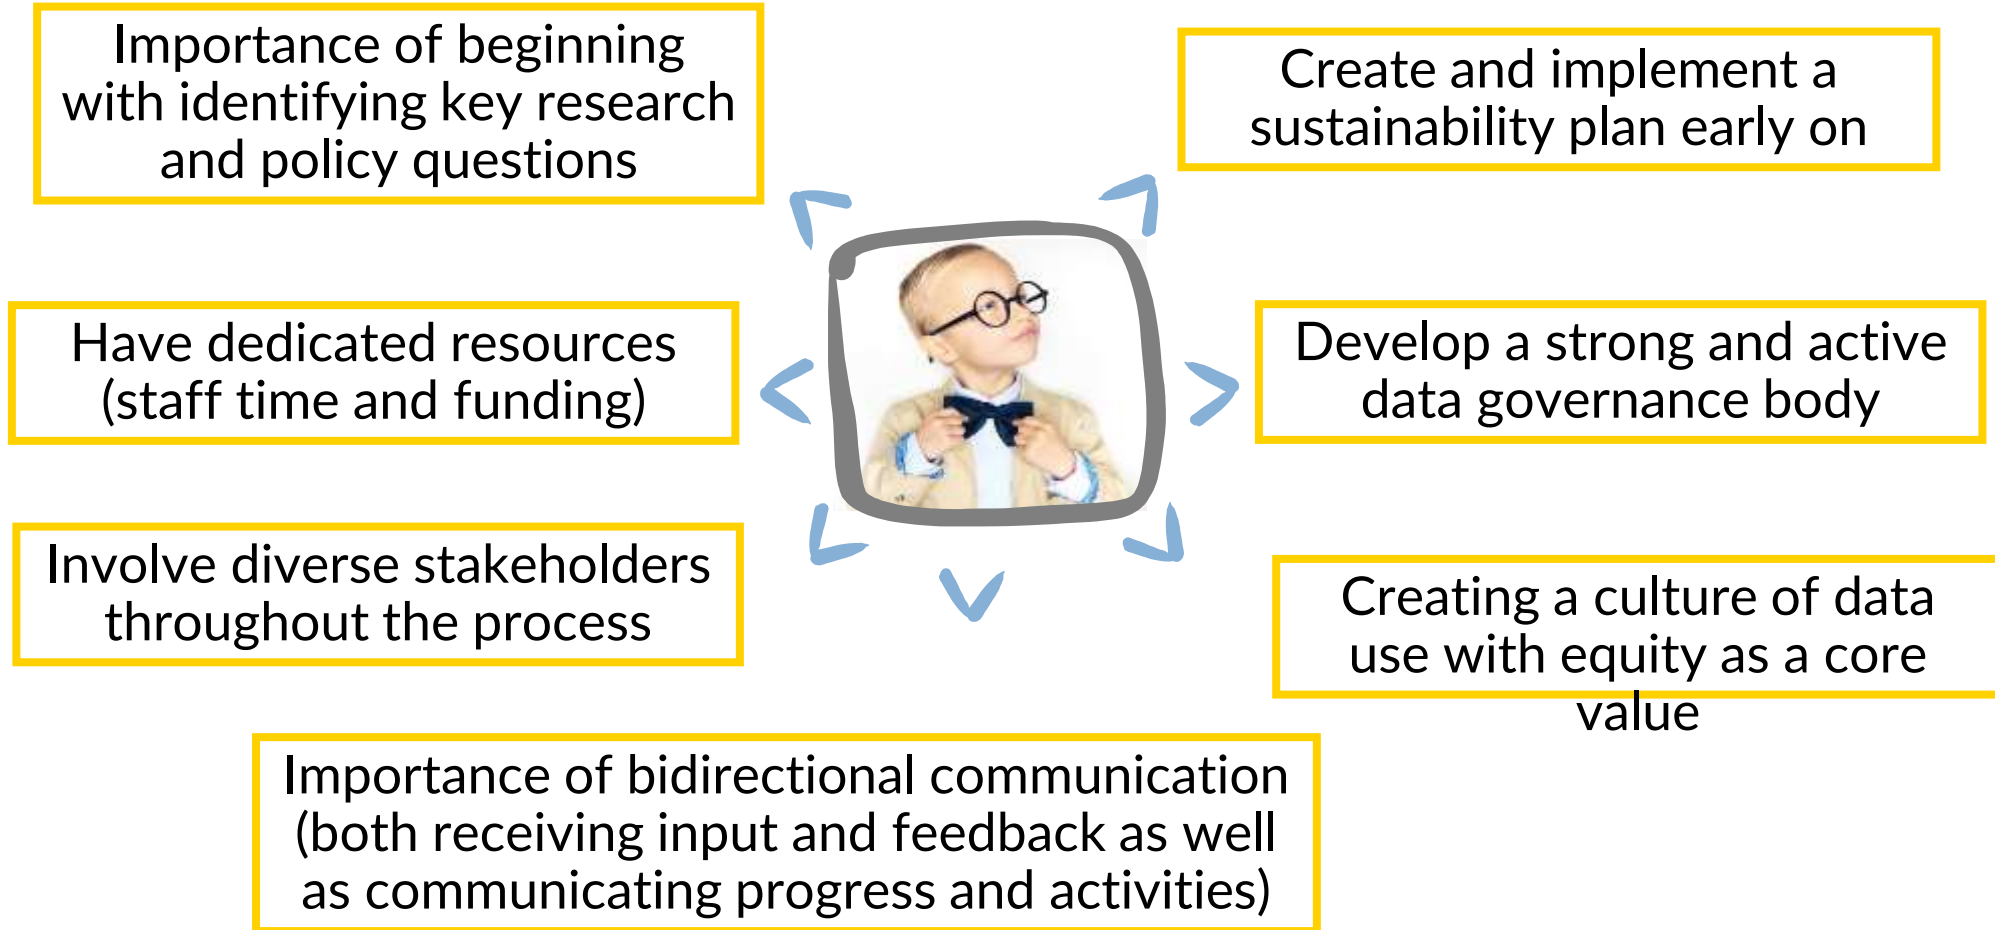 Importance of beginning
with identifying key research
and policy questions
Create and implement a
sustainability plan early on
Have dedicated resources
(staff time and funding)
Develop a strong and active
data governance body
Involve diverse stakeholders
throughout the process
Creating a culture of data
use with equity as a core
value
Importance of bidirectional communication
(both receiving input and feedback as well
as communicating progress and activities)